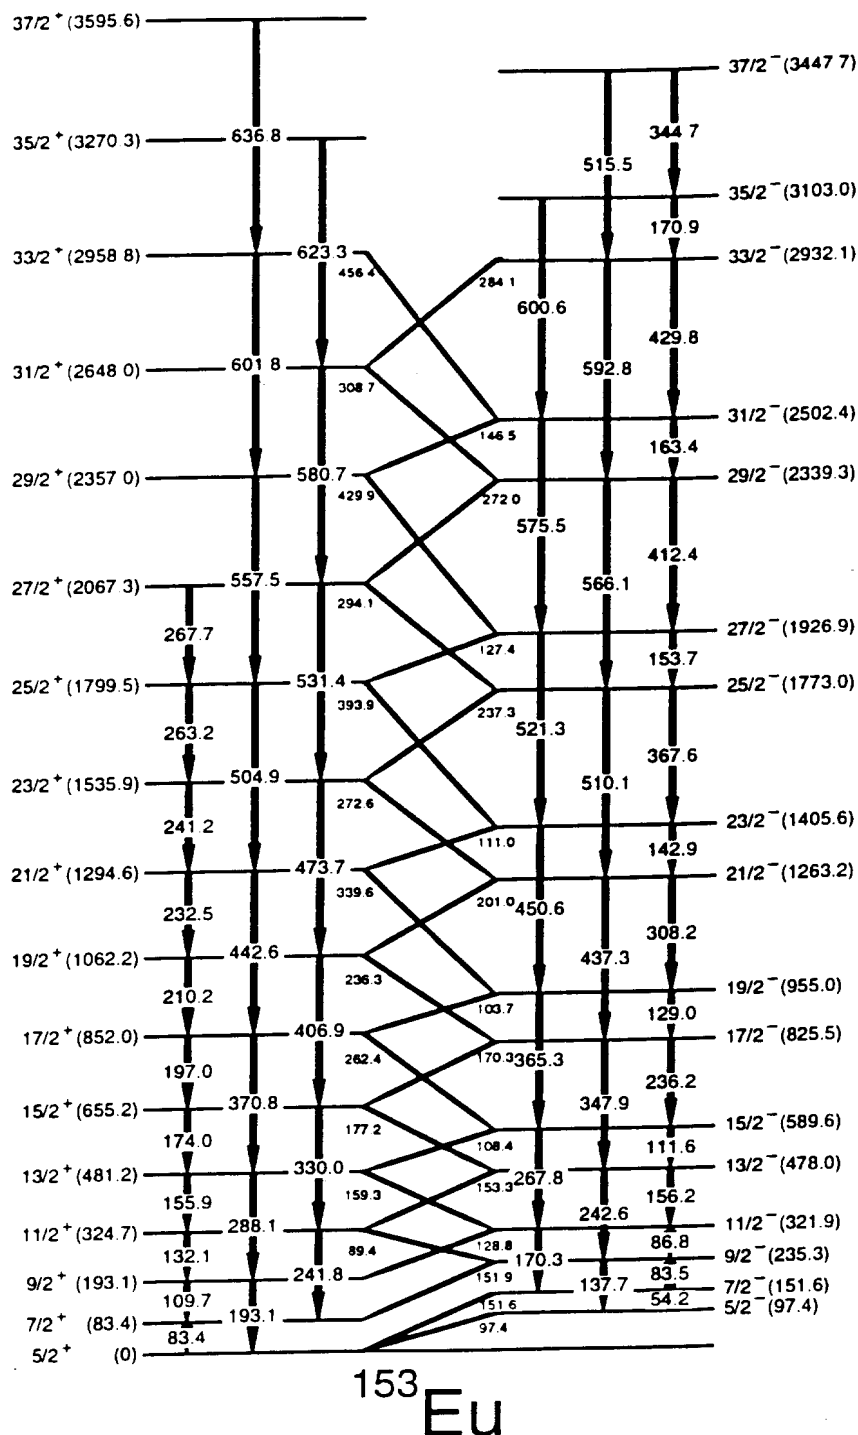 37/2 + (3595.6)
37/2 − (3447 7)
35/2 + (3270.3)
636.8
344.7
515.5
35/2 − (3103.0)
170.9
33/2 + (2958 8)
623.3
456.4
284.1
33/2 − (2932.1)
600.6
429.8
31/2 + (2648 0)
601.8
308.7
592.8
31/2 − (2502.4)
146.5
163.4
29/2 + (2357 0)
580.7
429.9
272 0
29/2 − (2339.3)
575.5
412.4
27/2 + (2067.3)
557.5
294.1
566.1
267.7
127.4
27/2 − (1926.9)
153.7
25/2 + (1799.5)
531.4
393.9
237.3
25/2 − (1773.0)
263.2
521.3
367.6
23/2 + (1535.9)
504.9
272.6
510.1
241.2
111.0
23/2 − (1405.6)
142.9
21/2 + (1294.6)
473.7
339.6
201.0
21/2 − (1263.2)
232.5
450.6
308.2
19/2 + (1062.2)
442.6
236.3
437.3
210.2
103.7
19/2 − (955.0)
129.0
17/2 + (852.0)
406.9
262.4
170.3
365.3
17/2 − (825.5)
197.0
236.2
15/2 + (655.2)
370.8
177.2
347.9
174.0
108.4
15/2 − (589.6)
111.6
13/2 + (481.2)
330.0
159.3
153.3
267.8
13/2 − (478.0)
155.9
156.2
11/2 + (324.7)
288.1
89.4
242.6
11/2 − (321.9)
132.1
128.8
86.8
9/2 + (193.1)
241.8
151.9
170.3
9/2 − (235.3)
109.7
137.7
83.5
7/2 − (151.6)
7/2 + (83.4)
193.1
151.6
54.2
5/2 − (97.4)
83.4
97.4
5/2 + (0)
153 Eu